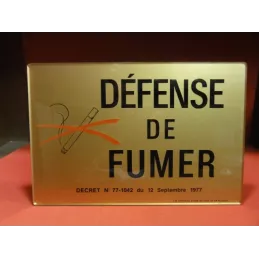 DÉFENSE
DE
FUMER
DECRET N° 77-1042 du 12 Septembre 1977